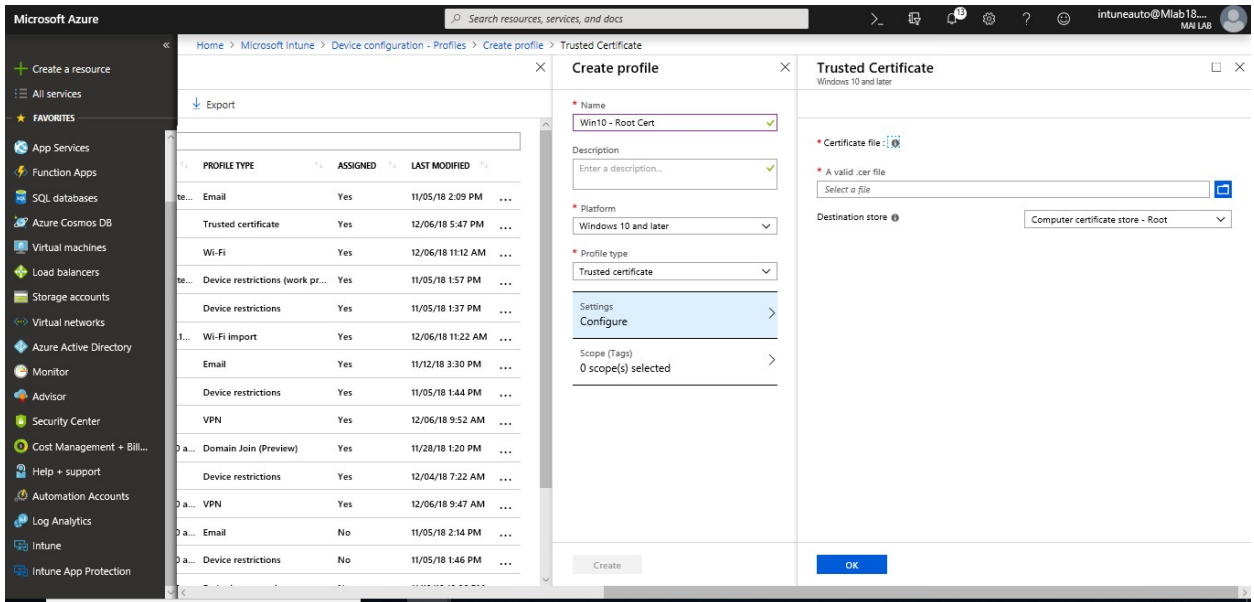 Microsoft Azure
Search resources, services, and docs
13
intuneauto@Mlab18....
MAI LAB
Home > Microsoft Intune > Device configuration - Profiles > Create profile > Trusted Certificate
Create a resource
All services
FAVORITES
App Services
Function Apps
SQL databases
Azure Cosmos DB
Virtual machines
Load balancers
Storage accounts
Virtual networks
Azure Active Directory
Monitor
Advisor
Security Center
Cost Management + Bill...
Help + support
Automation Accounts
Log Analytics
Intune
Intune App Protection
Export
PROFILE TYPE ASSIGNED LAST MODIFIED
te... Email Yes 11/05/18 2:09 PM ...
Trusted certificate Yes 12/06/18 5:47 PM ...
Wi-Fi Yes 12/06/18 11:12 AM ...
te... Device restrictions (work pr... Yes 11/05/18 1:57 PM ...
Device restrictions Yes 11/05/18 1:37 PM ...
.1... Wi-Fi import Yes 12/06/18 11:22 AM ...
Email Yes 11/12/18 3:30 PM ...
Device restrictions Yes 11/05/18 1:44 PM ...
VPN Yes 12/06/18 9:52 AM ...
0 a... Domain Join (Preview) Yes 11/28/18 1:20 PM ...
Device restrictions Yes 12/04/18 7:22 AM ...
0 a... VPN Yes 12/06/18 9:47 AM ...
0 a... Email No 11/05/18 2:14 PM ...
0 a... Device restrictions No 11/05/18 1:46 PM ...
Create profile
* Name
Win10 - Root Cert
Description
Enter a description...
* Platform
Windows 10 and later
* Profile type
Trusted certificate
Settings
Configure
Scope (Tags)
0 scope(s) selected
Create
Trusted Certificate
Windows 10 and later
* Certificate file :
* A valid .cer file
Select a file
Destination store
Computer certificate store - Root
OK